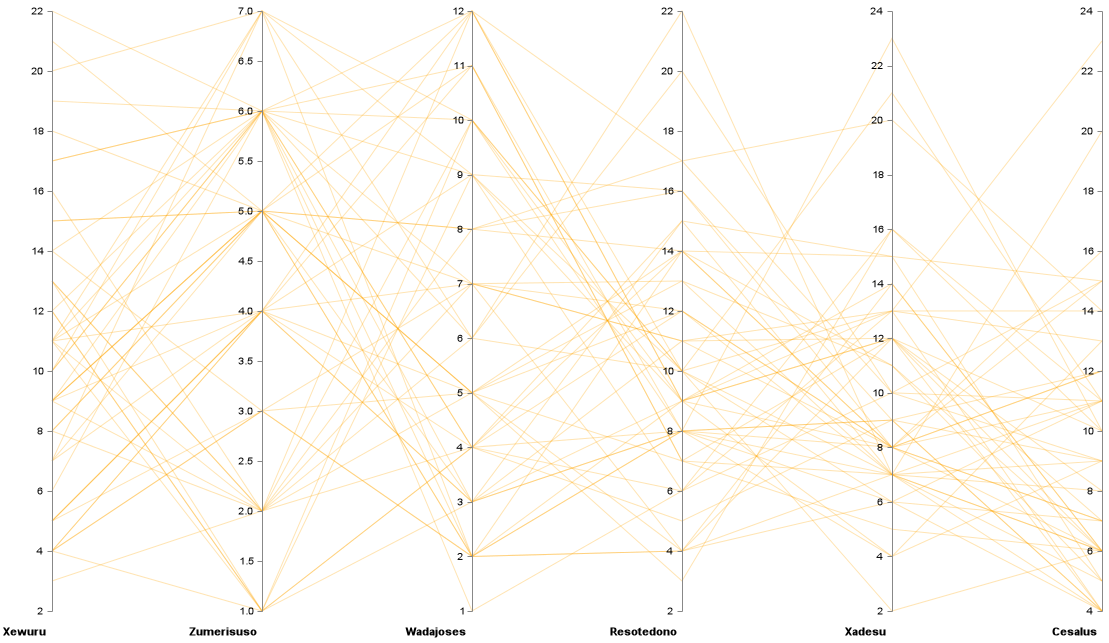 22 7.0 12 22 24 24
6.5
20 11 20 22 22
6.0
18 10 18 20 20
5.5
16 9 16 18 18
5.0
14 8 14 16 16
4.5
12 7 12 14 14
4.0
10 6 10 12 12
3.5
8 5 8 10 10
3.0
6 4 6 8 8
2.5
4 3 4 6 6
2.0
2 4 4
1.5
2 1.0 1 2 2 4
Xewuru Zumerisuso Wadajoses Resotedono Xadesu Cesalus